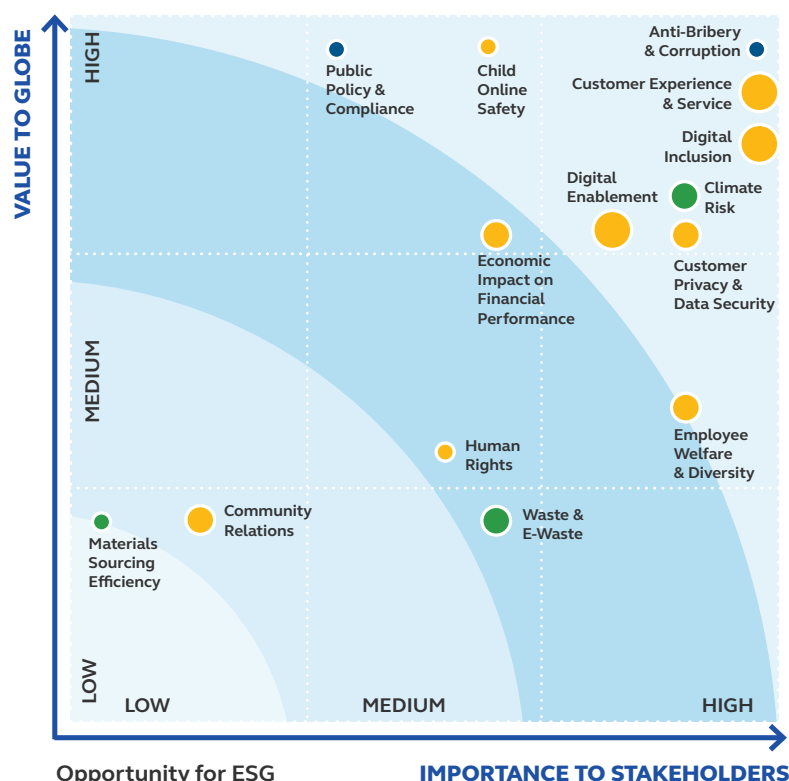 VALUE TO GLOBE
HIGH
MEDIUM
LOW
Public
Policy &
Compliance
Child
Online
Safety
Anti-Bribery
& Corruption
Customer Experience
& Service
Digital
Inclusion
Digital
Enablement
Climate
Risk
Economic
Impact on
Financial
Performance
Customer
Privacy &
Data Security
Employee
Welfare
& Diversity
Human
Rights
Community
Relations
Waste &
E-Waste
Materials
Sourcing
Efficiency
LOW
MEDIUM
HIGH
Opportunity for ESG
IMPORTANCE TO STAKEHOLDERS